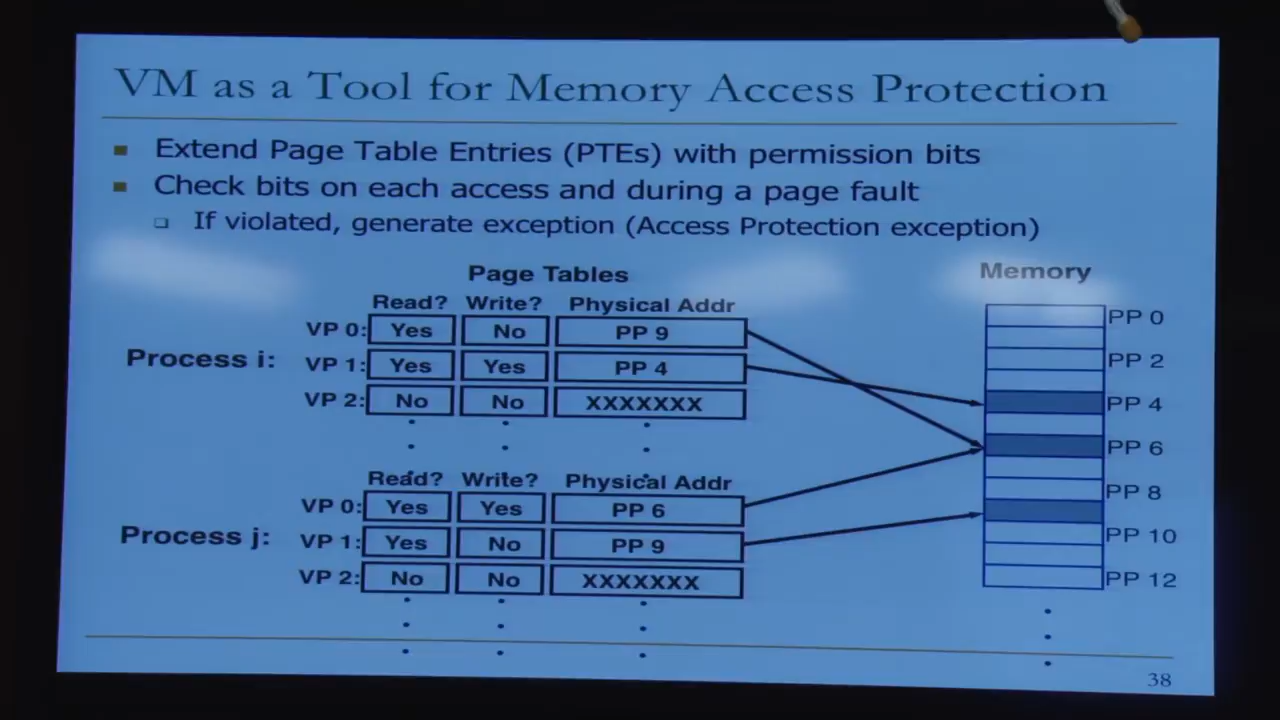 VM as a Tool for Memory Access Protection
Extend Page Table Entries (PTEs) with permission bits
Check bits on each access and during a page fault
If violated, generate exception (Access Protection exception)
Page Tables
Memory
Read? Write? Physical Addr
Process i:
VP 0: Yes No PP 9
VP 1: Yes Yes PP 4
VP 2: No No XXXXXXX
Read? Write? Physical Addr
Process j:
VP 0: Yes Yes PP 6
VP 1: Yes No PP 9
VP 2: No No XXXXXXX
PP 0
PP 2
PP 4
PP 6
PP 8
PP 10
PP 12
38